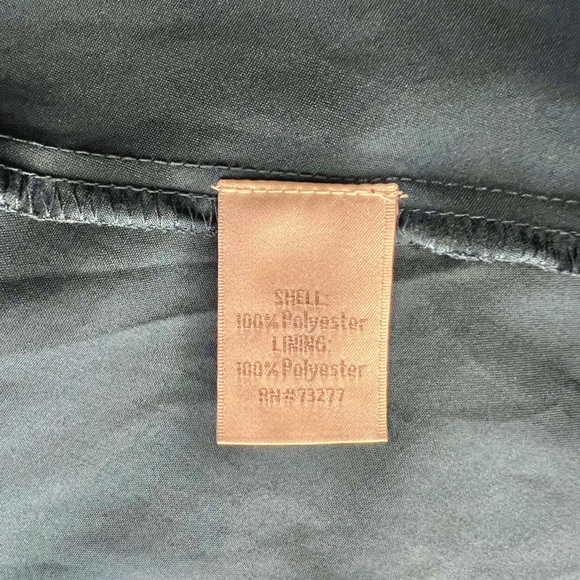 SHELL:
100% Polyester
LINING:
100% Polyester
RN#73277